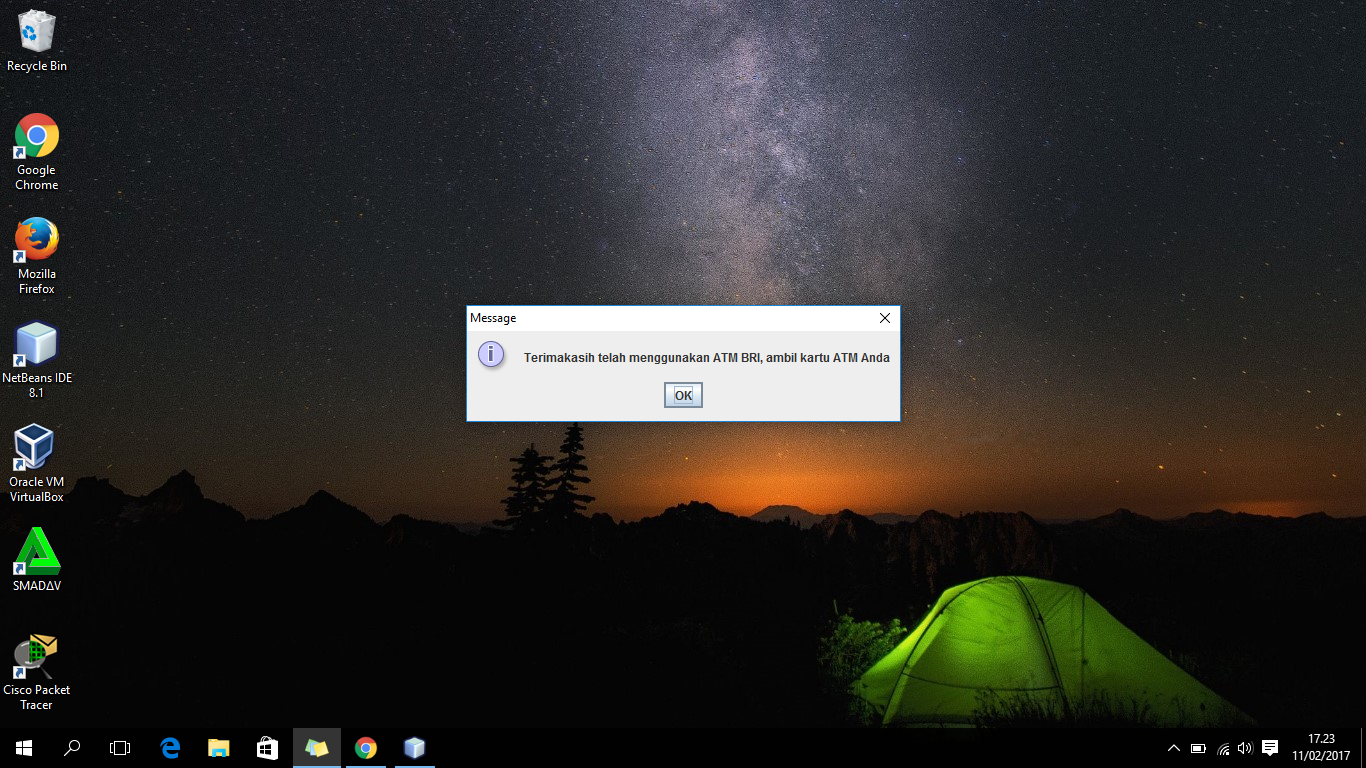 Recycle Bin
Google
Chrome
Mozilla
Firefox
NetBeans IDE
8.1
Oracle VM
VirtualBox
SMADΔV
Cisco Packet
Tracer
Message
Terimakasih telah menggunakan ATM BRI, ambil kartu ATM Anda
OK
17.23
11/02/2017